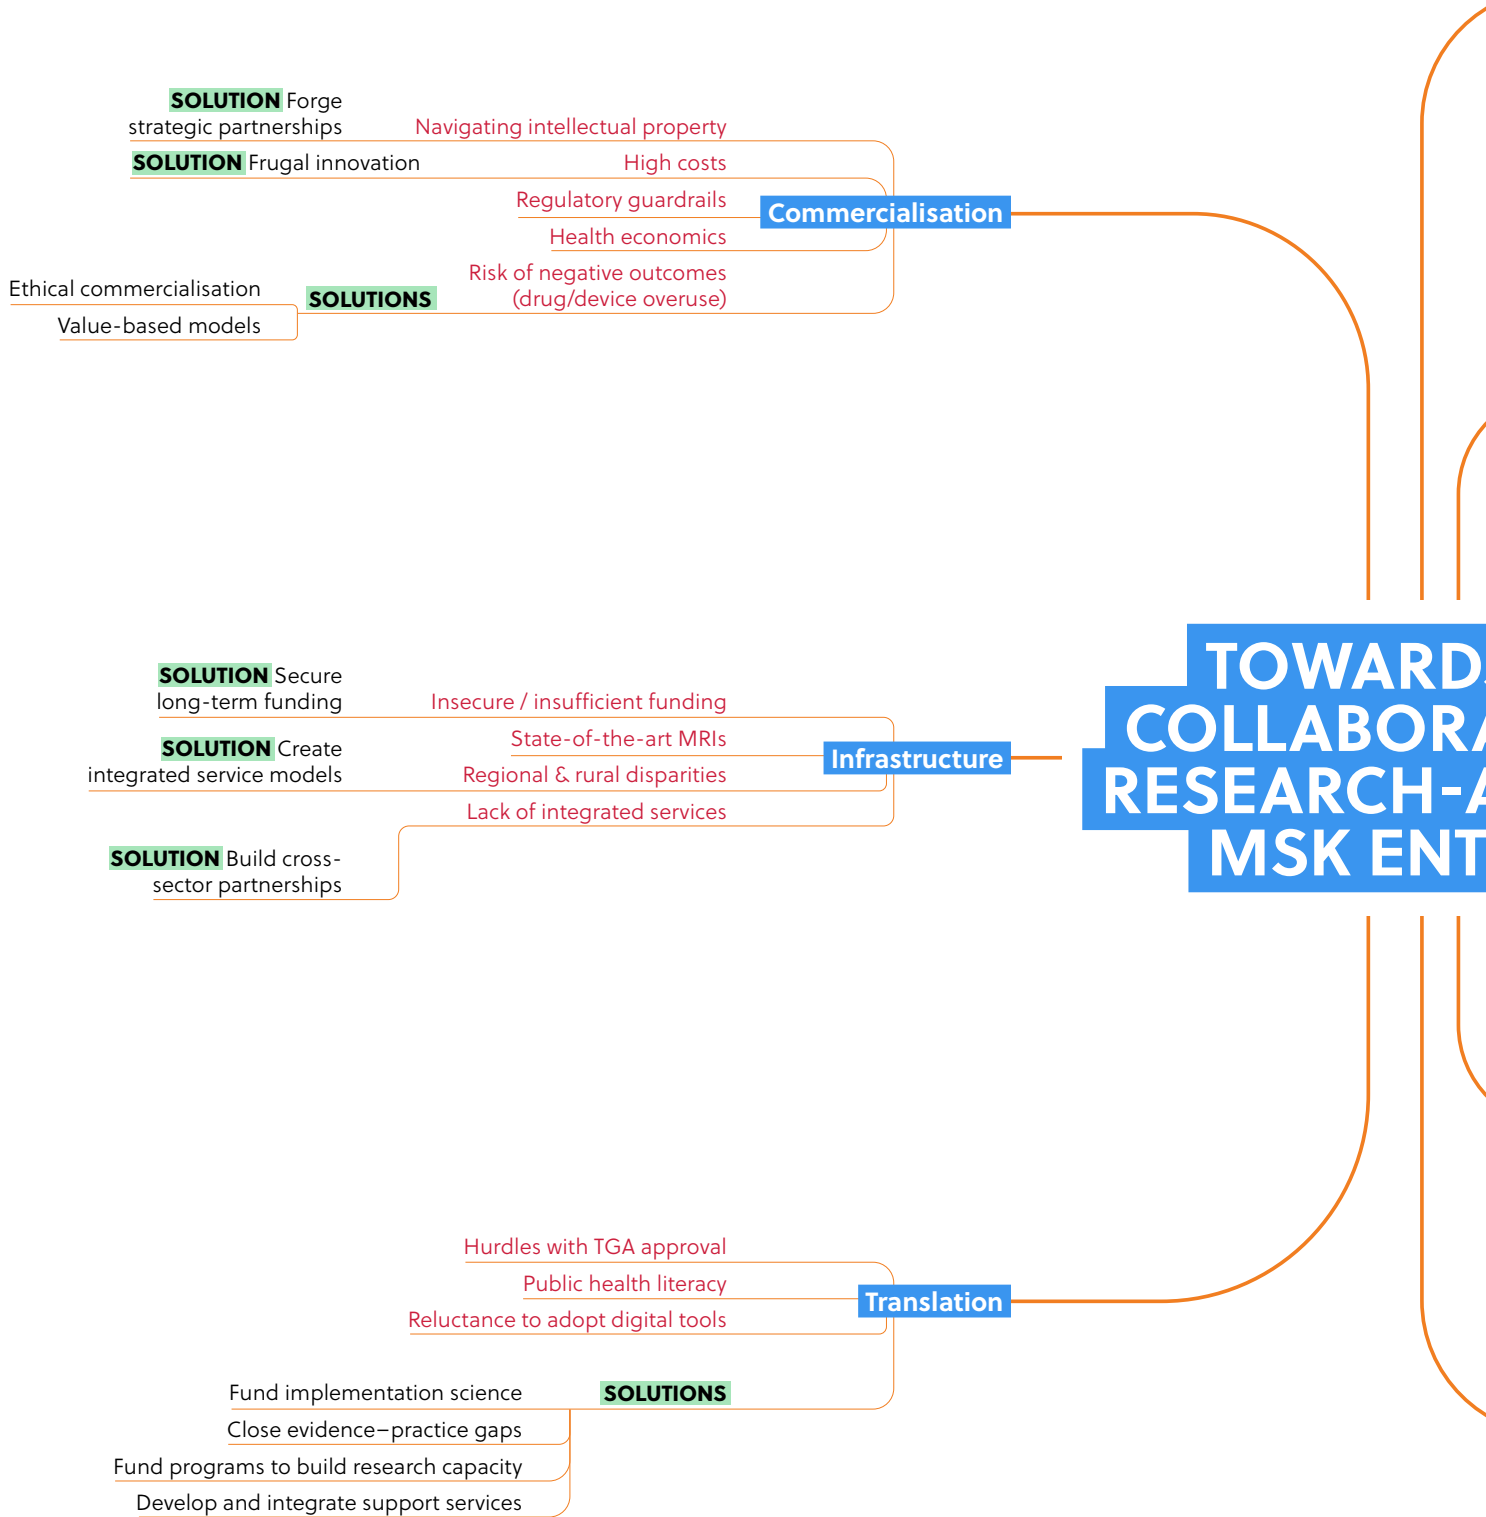 SOLUTION Forge
strategic partnerships
Navigating intellectual property
SOLUTION Frugal innovation
High costs
Regulatory guardrails
Commercialisation
Health economics
Risk of negative outcomes
(drug/device overuse)
SOLUTIONS
Ethical commercialisation
Value-based models
SOLUTION Secure
long-term funding
Insecure / insufficient funding
State-of-the-art MRIs
Infrastructure
SOLUTION Create
integrated service models
Regional & rural disparities
Lack of integrated services
SOLUTION Build cross-
sector partnerships
TOWARDS
COLLABORA
RESEARCH-A
MSK ENT
Hurdles with TGA approval
Public health literacy
Translation
Reluctance to adopt digital tools
SOLUTIONS
Fund implementation science
Close evidence–practice gaps
Fund programs to build research capacity
Develop and integrate support services